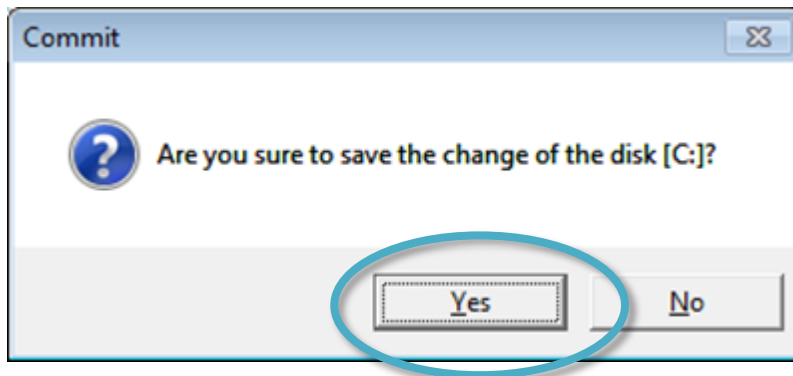 Commit
Are you sure to save the change of the disk [C:]?
Yes
No